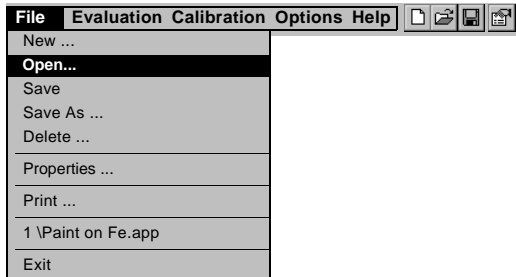 File Evaluation Calibration Options Help
New ...
Open...
Save
Save As ...
Delete ...
Properties ...
Print ...
1 \Paint on Fe.app
Exit